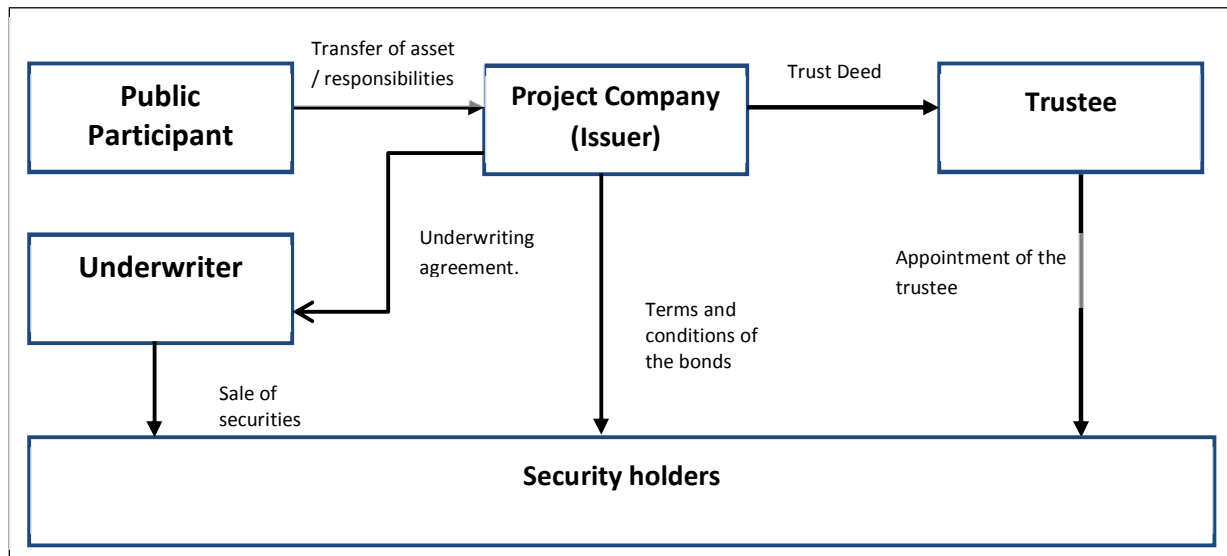 Transfer of asset
/ responsibilities
Public
Participant
Project Company
(Issuer)
Trust Deed
Trustee
Underwriter
Underwriting
agreement.
Appointment of the
trustee
Terms and
conditions of
the bonds
Sale of
securities
Security holders